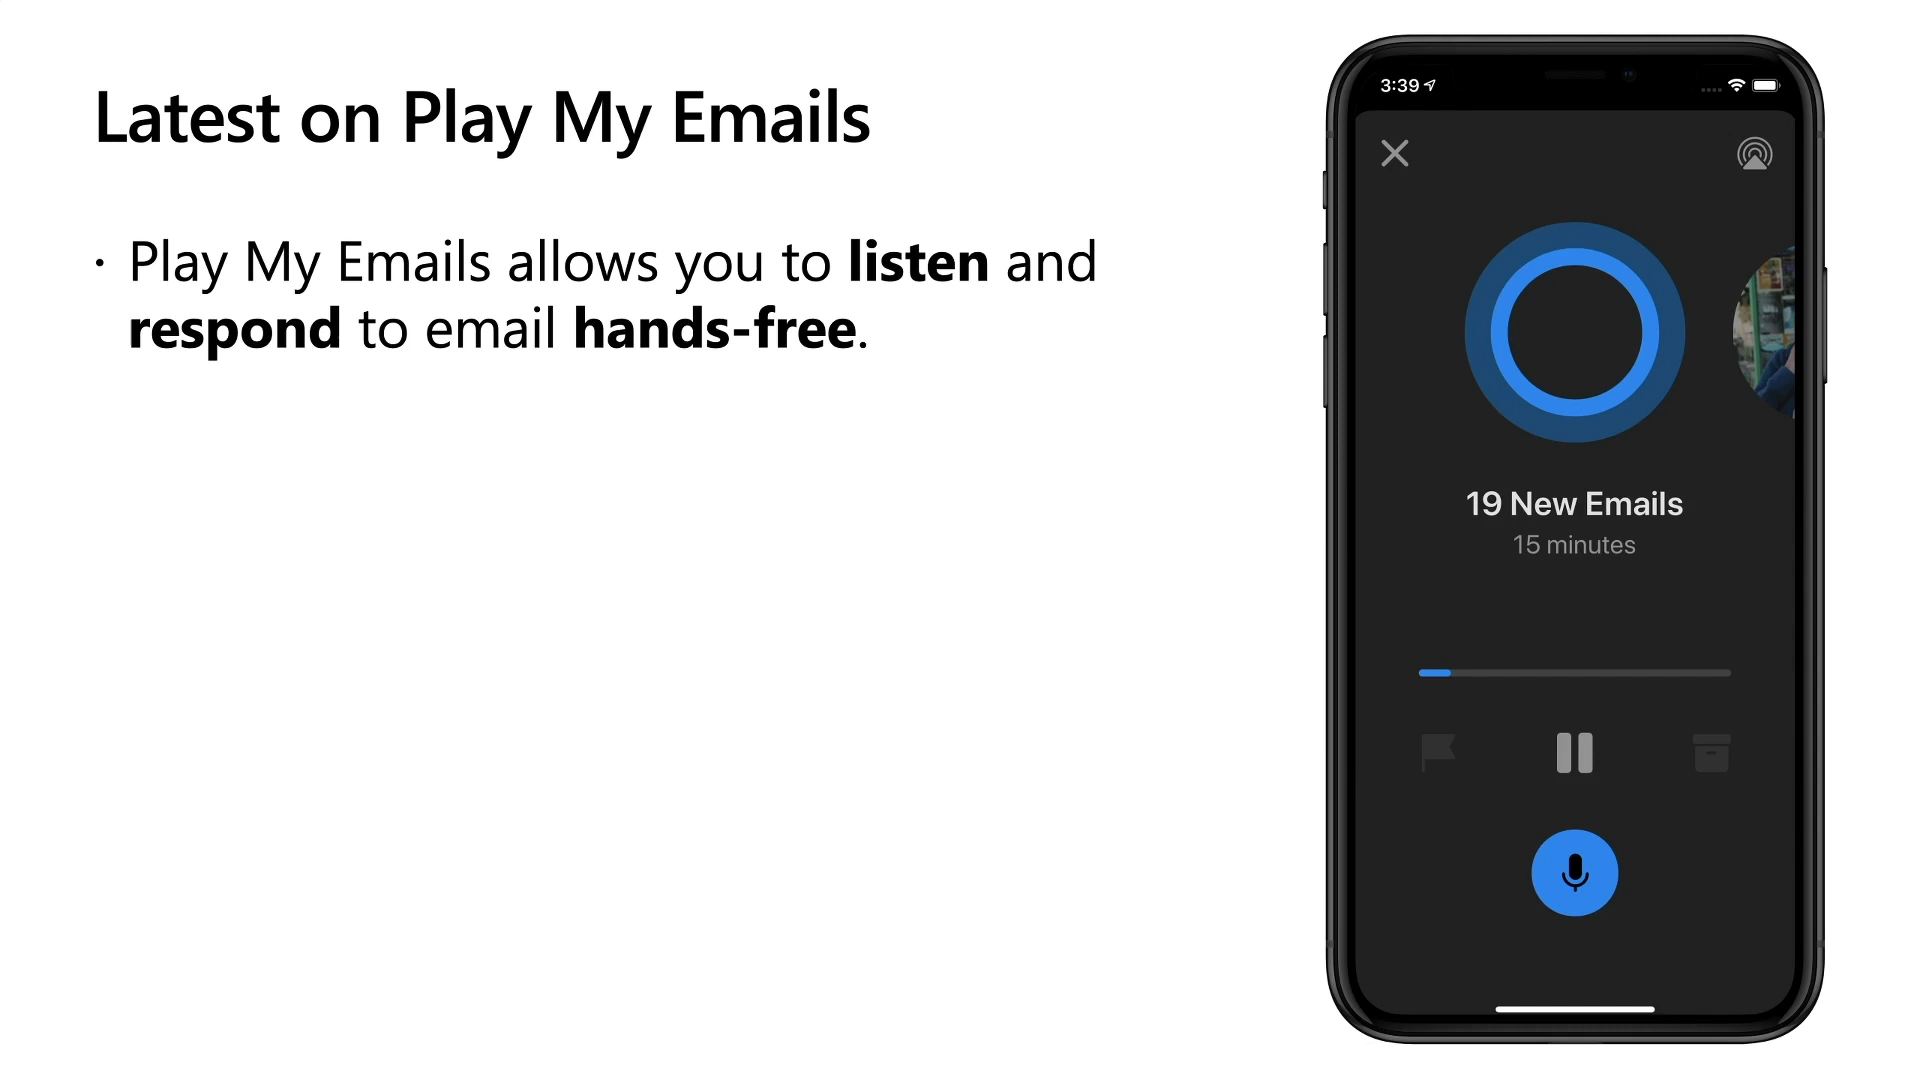 Latest on Play My Emails
· Play My Emails allows you to listen and
respond to email hands-free.
3:39
19 New Emails
15 minutes